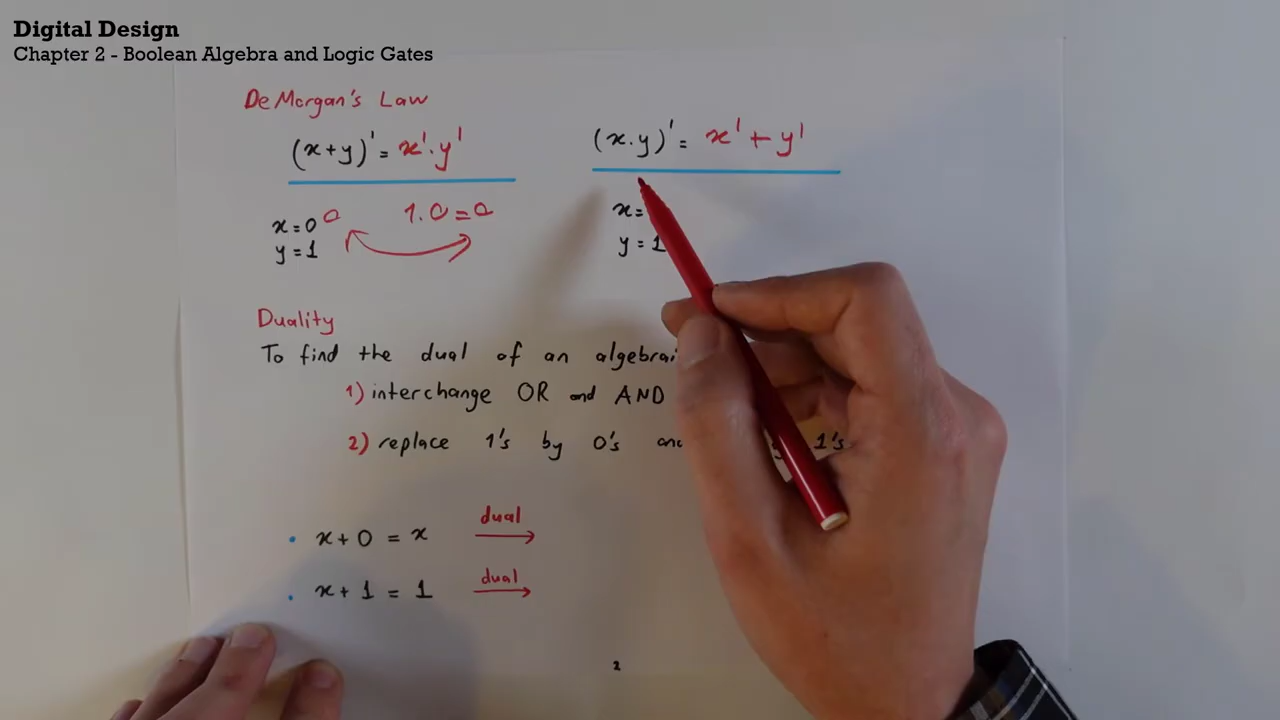 Digital Design
Chapter 2 - Boolean Algebra and Logic Gates
DeMorgan's Law
(x+y)' = x'·y'
(x·y)' = x' + y'
x=0 0
y=1
1.0=0
x=
y=1
Duality
To find the dual of an
1) interchange OR and AND
2) replace 1's by 0's 1's
• x+0 = x dual
• x+1 = 1 dual
2